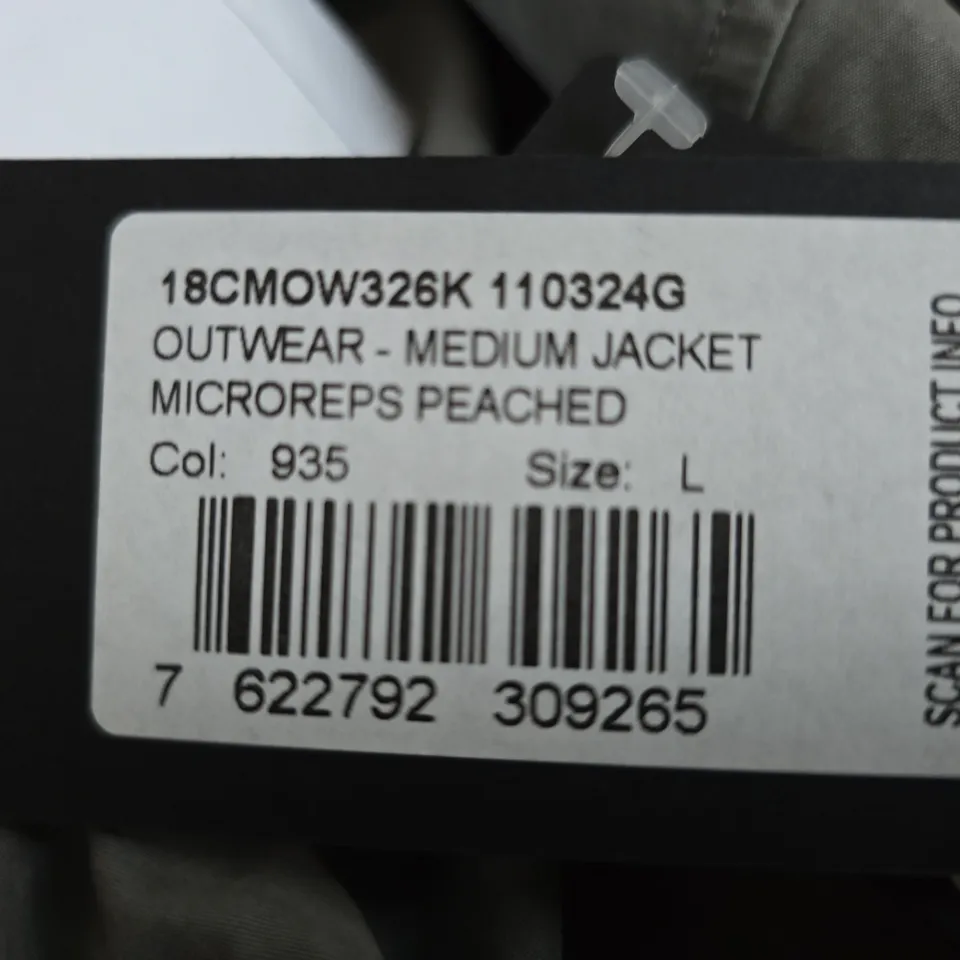 18CMOW326K 110324G
OUTWEAR - MEDIUM JACKET
MICROREPS PEACHED
Col: 935 Size: L
7 622792 309265
SCAN FOR PRODUCT INFO